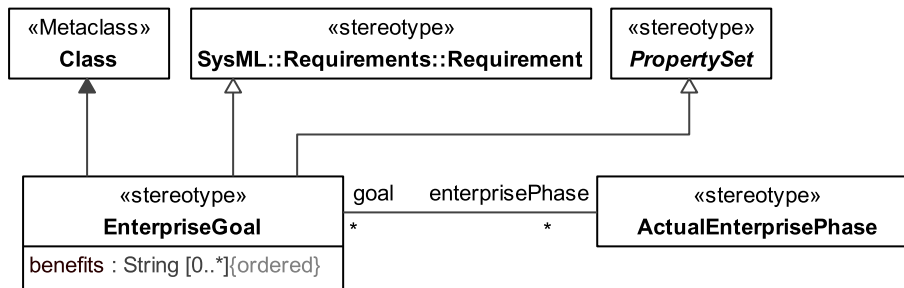 «Metaclass»
Class
«stereotype»
SysML::Requirements::Requirement
«stereotype»
PropertySet
«stereotype»
EnterpriseGoal
benefits : String [0..*]{ordered}
goal
enterprisePhase
*
*
«stereotype»
ActualEnterprisePhase